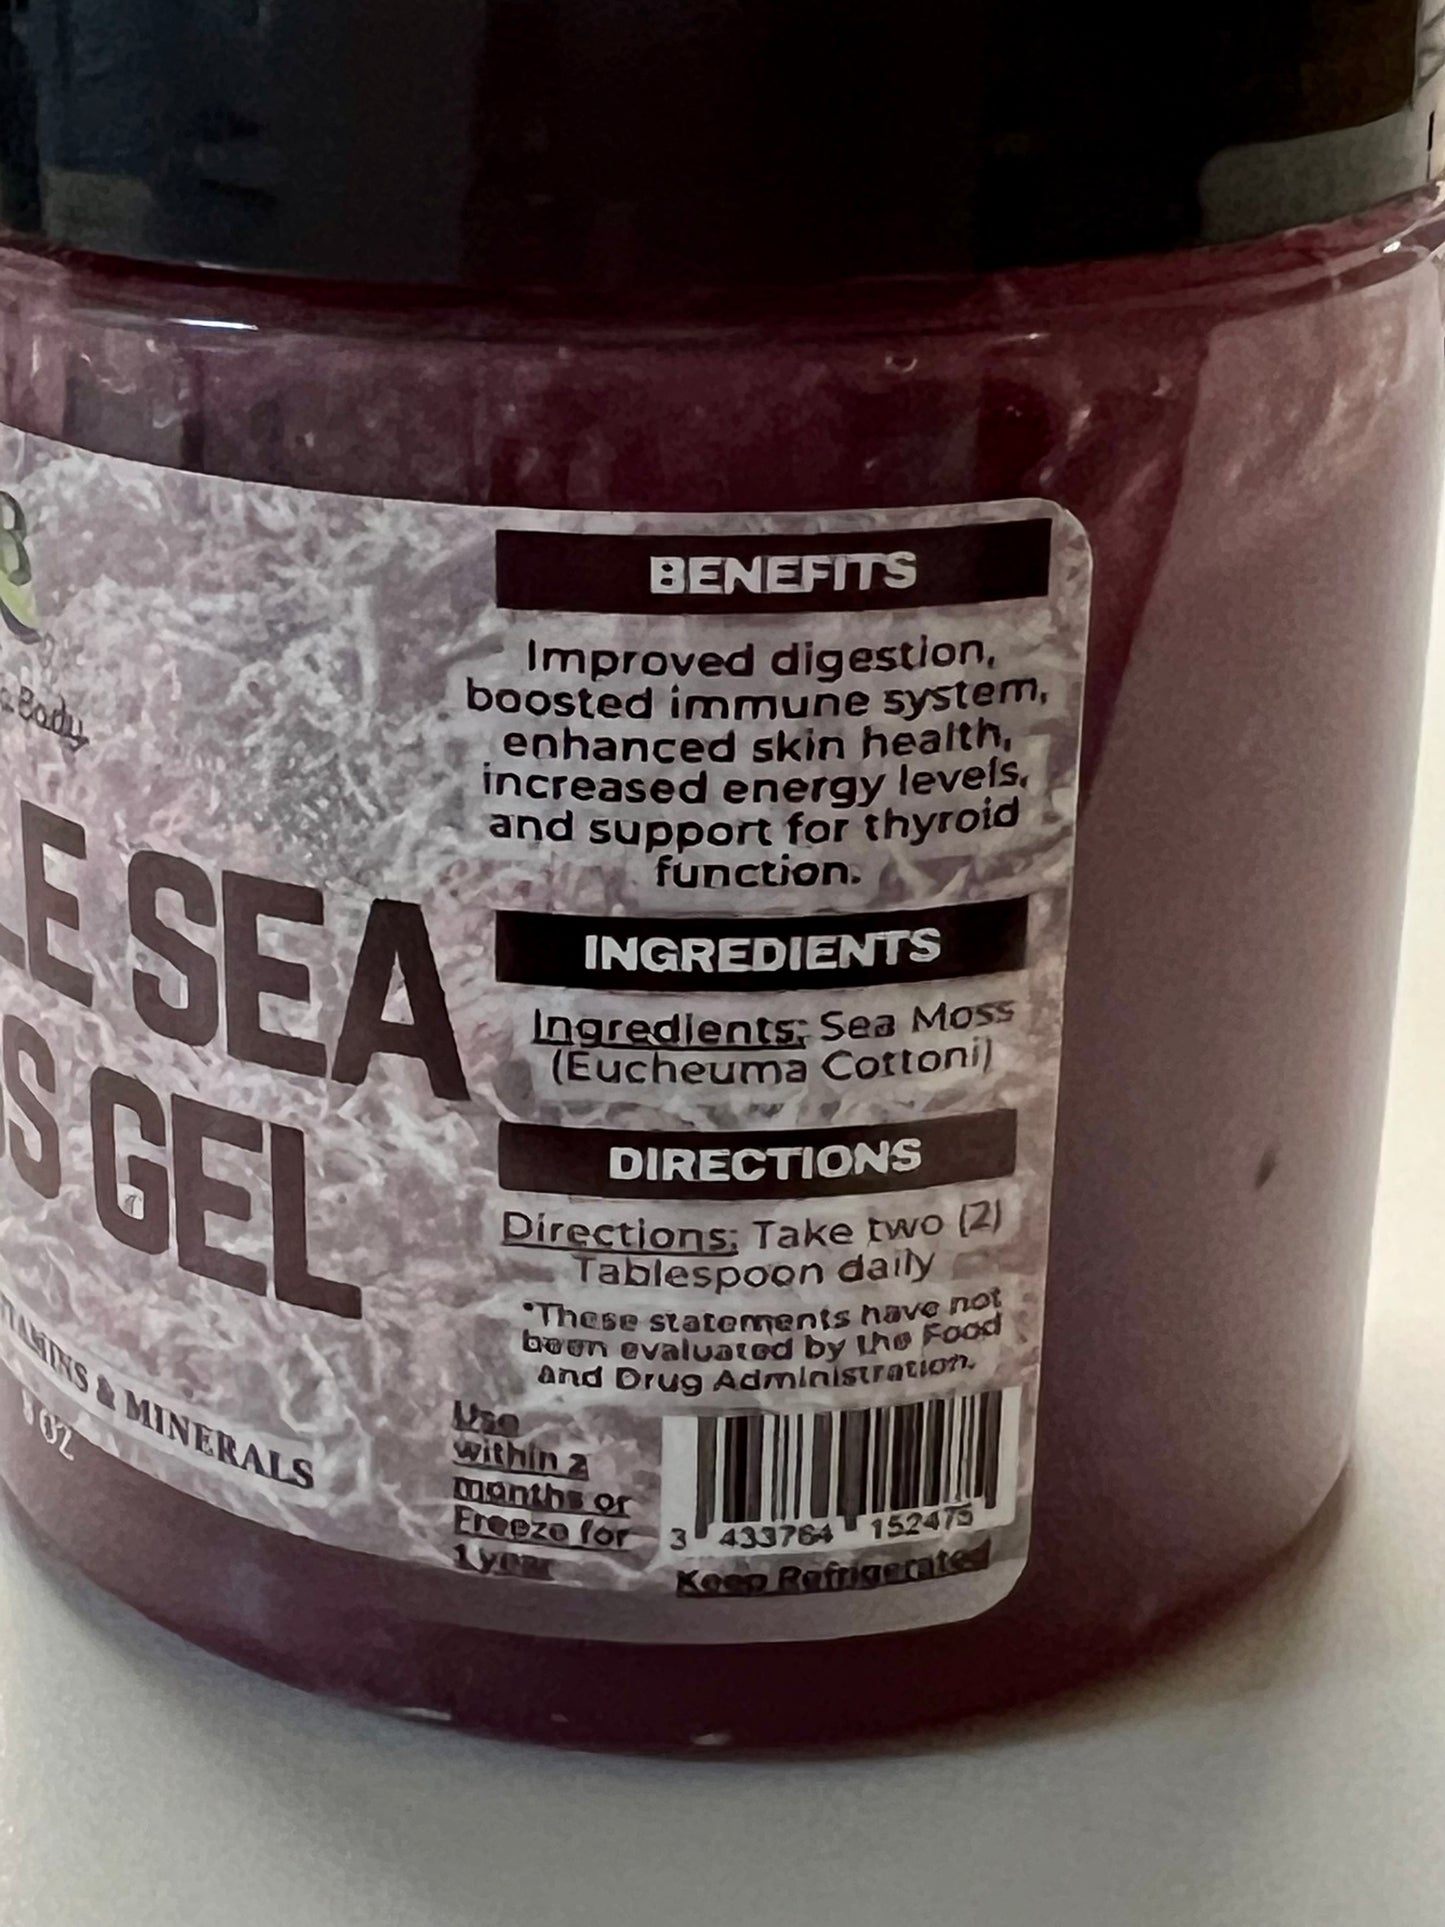 Body
LE SEA
S GEL
& MINERALS
OZ
BENEFITS
Improved digestion,
boosted immune system,
enhanced skin health,
increased energy levels,
and support for thyroid
function.
INGREDIENTS
Ingredients: Sea Moss
(Eucheuma Cottoni)
DIRECTIONS
Directions: Take two (2)
Tablespoon daily
*These statements have not
been evaluated by the Food
and Drug Administration.
Use
within 2
months or
Freeze for
1 year
3 433764 152475
Keep Refrigerated